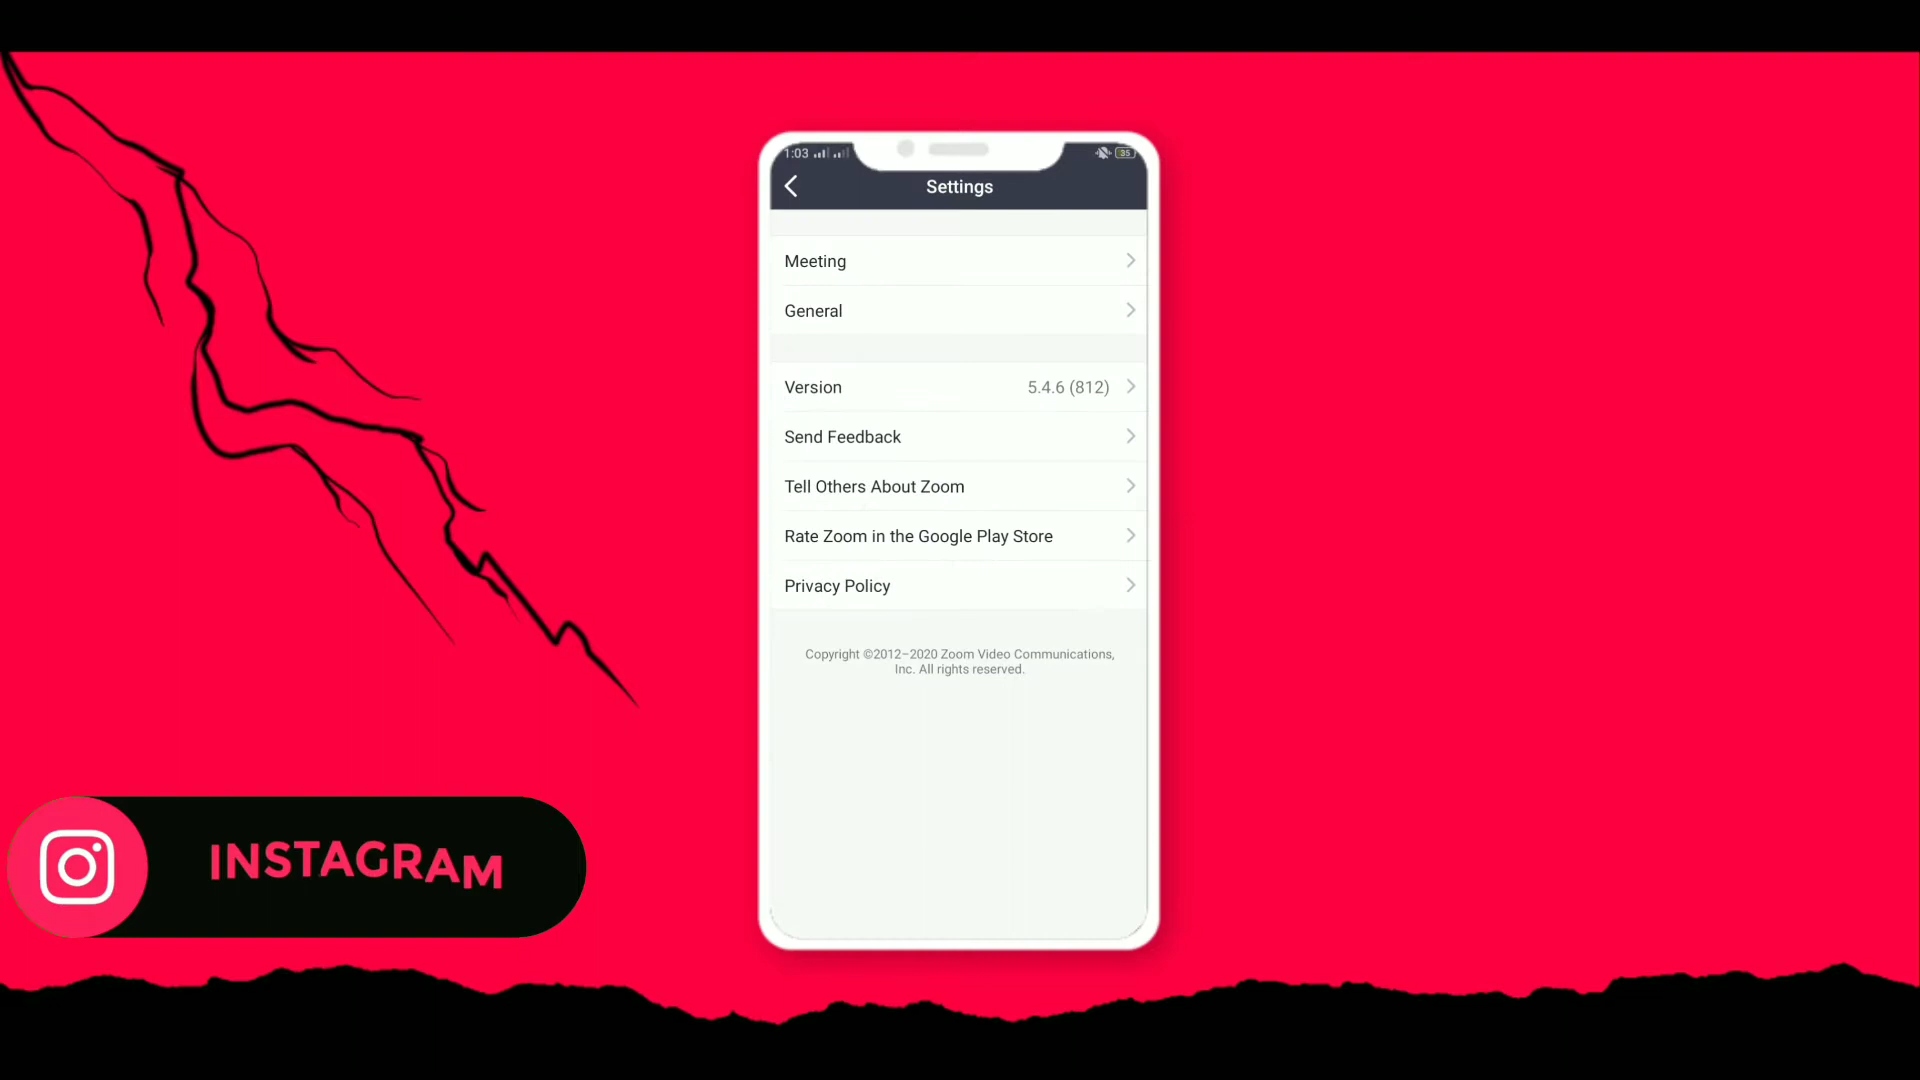 1:03
35
Settings
Meeting
General
Version 5.4.6 (812)
Send Feedback
Tell Others About Zoom
Rate Zoom in the Google Play Store
Privacy Policy
Copyright ©2012–2020 Zoom Video Communications,
Inc. All rights reserved.
INSTAGRAM